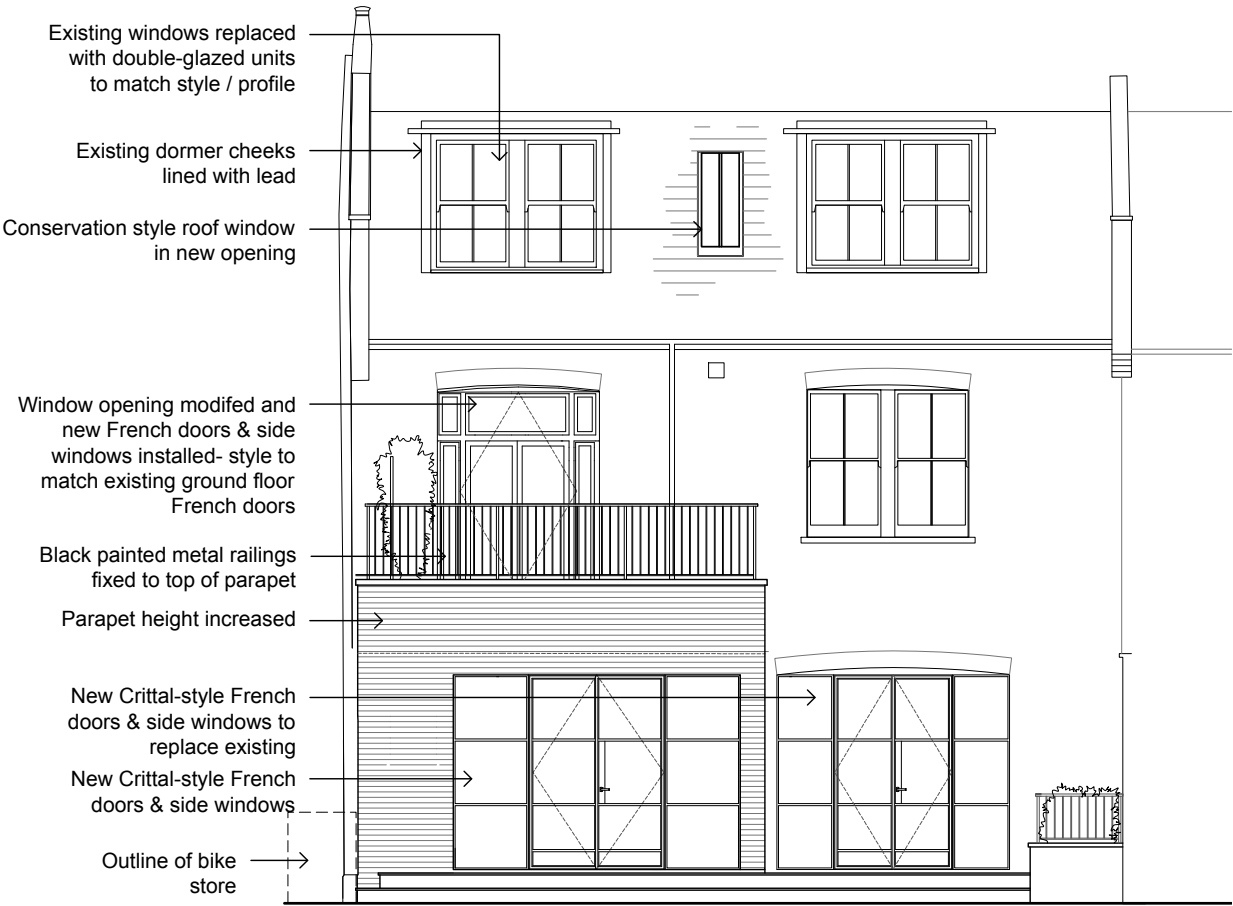 Existing windows replaced
with double-glazed units
to match style / profile
Existing dormer cheeks
lined with lead
Conservation style roof window
in new opening
Window opening modifed and
new French doors & side
windows installed- style to
match existing ground floor
French doors
Black painted metal railings
fixed to top of parapet
Parapet height increased
New Crittal-style French
doors & side windows to
replace existing
New Crittal-style French
doors & side windows
Outline of bike
store